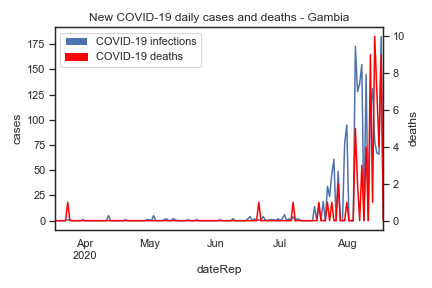 New COVID-19 daily cases and deaths - Gambia
COVID-19 infections
COVID-19 deaths
cases
175
150
125
100
75
50
25
0
deaths
10
8
6
4
2
0
Apr
2020
May
Jun
Jul
Aug
dateRep